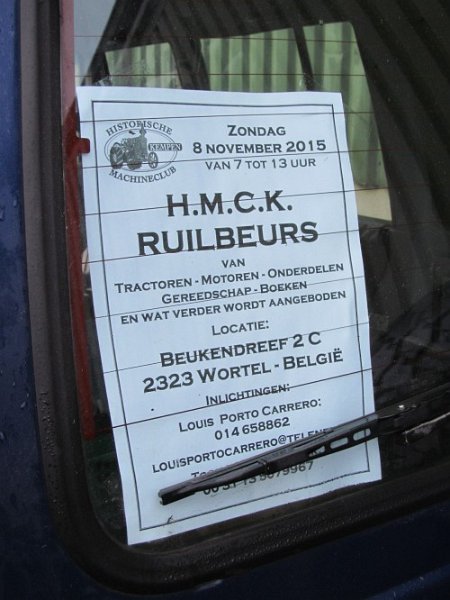 HISTORISCHE
KEMPEN
MACHINECLUB
ZONDAG
8 NOVEMBER 2015
VAN 7 TOT 13 UUR
H.M.C.K.
RUILBEURS
VAN
TRACTOREN - MOTOREN - ONDERDELEN
GEREEDSCHAP - BOEKEN
EN WAT VERDER WORDT AANGEBODEN
LOCATIE:
BEUKENDREEF 2 C
2323 WORTEL - BELGIË
INLICHTINGEN:
LOUIS PORTO CARRERO:
014 658862
LOUISPORTOCARRERO@TELENET